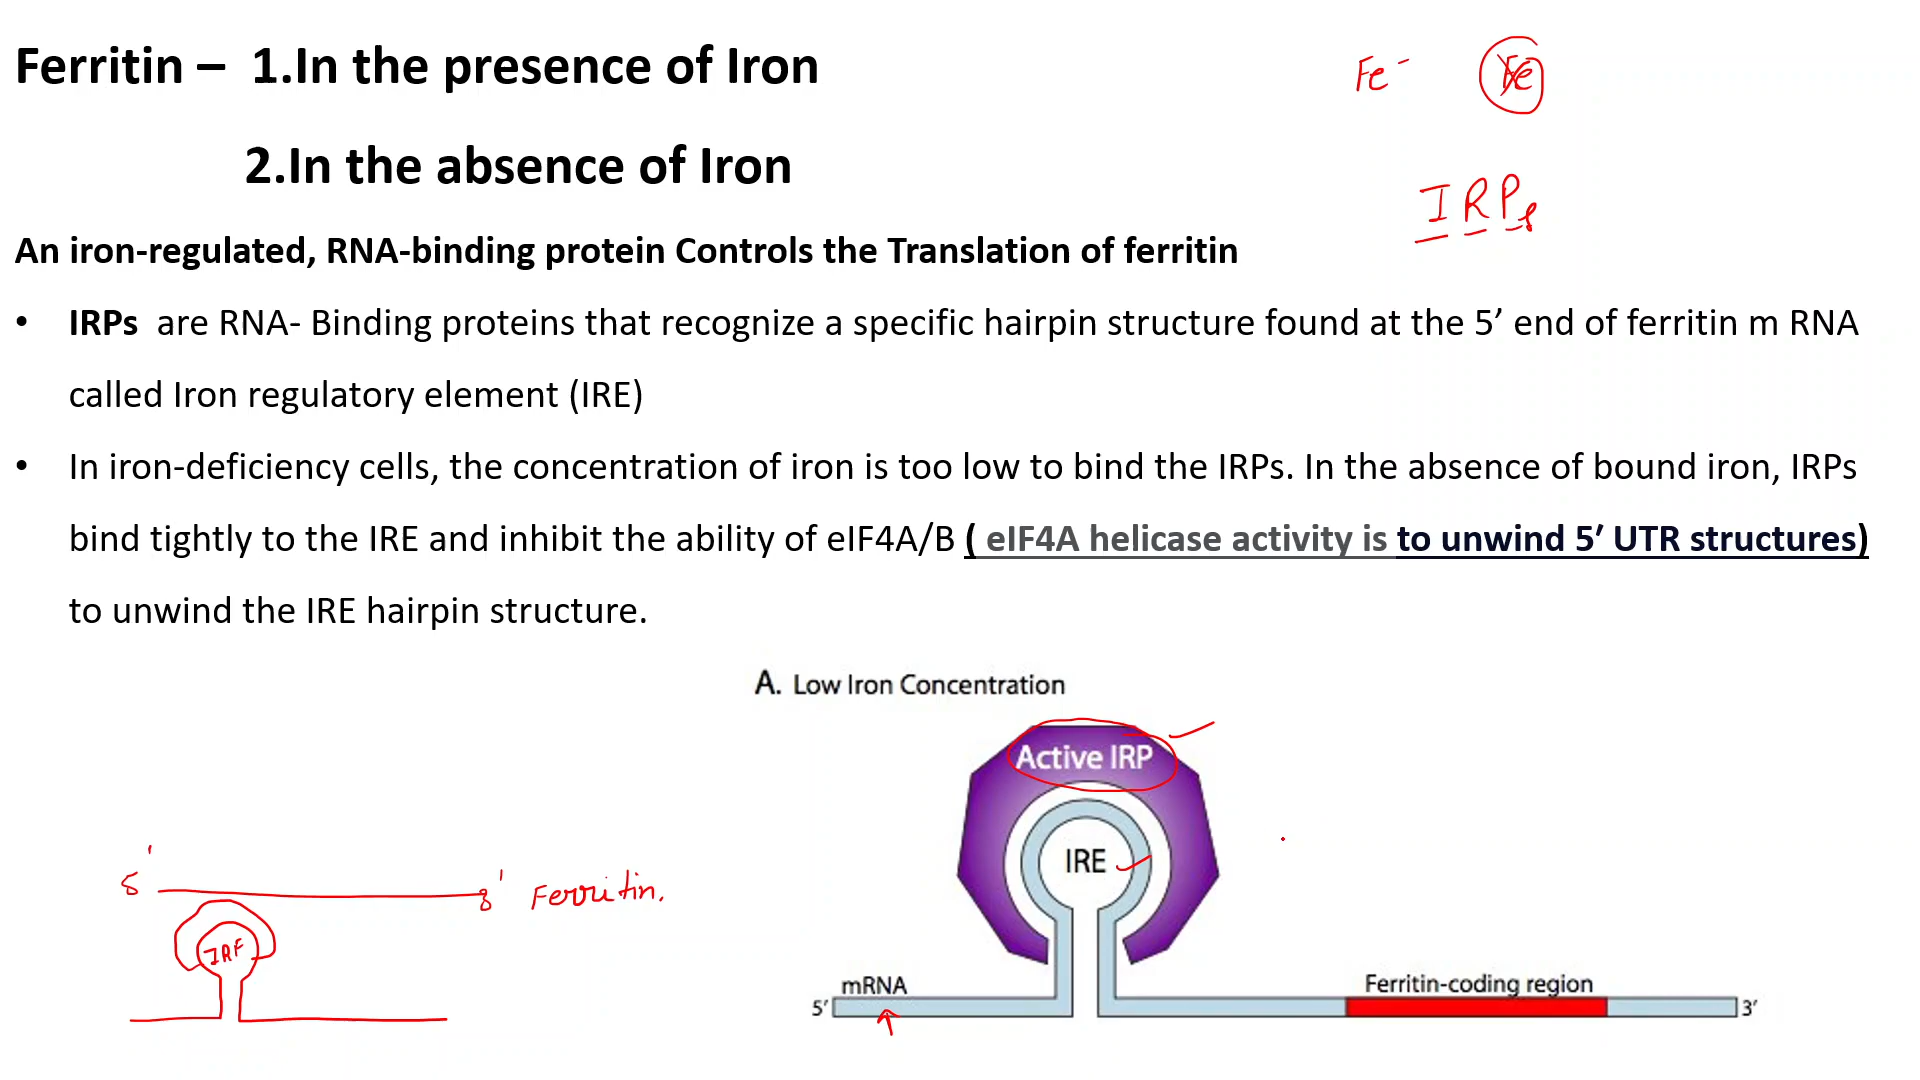 Ferritin – 1.In the presence of Iron
Fe⁻ Fe
2.In the absence of Iron
IRPs
An iron-regulated, RNA-binding protein Controls the Translation of ferritin
• IRPs are RNA- Binding proteins that recognize a specific hairpin structure found at the 5’ end of ferritin m RNA
called Iron regulatory element (IRE)
• In iron-deficiency cells, the concentration of iron is too low to bind the IRPs. In the absence of bound iron, IRPs
bind tightly to the IRE and inhibit the ability of eIF4A/B ( eIF4A helicase activity is to unwind 5′ UTR structures)
to unwind the IRE hairpin structure.
A. Low Iron Concentration
Active IRP
IRE
5' 3' Ferritin.
IRE
mRNA
Ferritin-coding region
5′ 3′